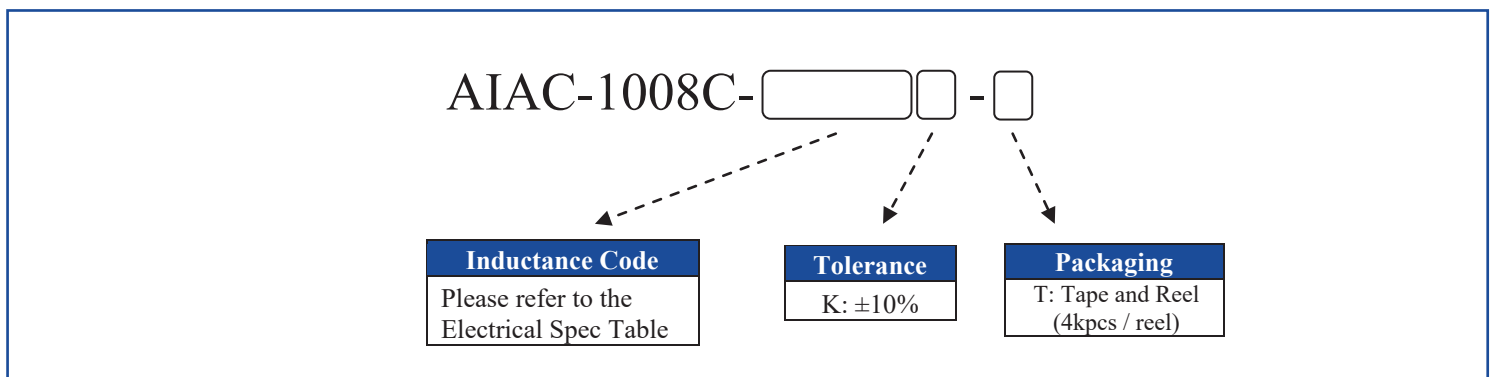 AIAC-1008C- -
Inductance Code
Please refer to the
Electrical Spec Table
Tolerance
K: ±10%
Packaging
T: Tape and Reel
(4kpcs / reel)